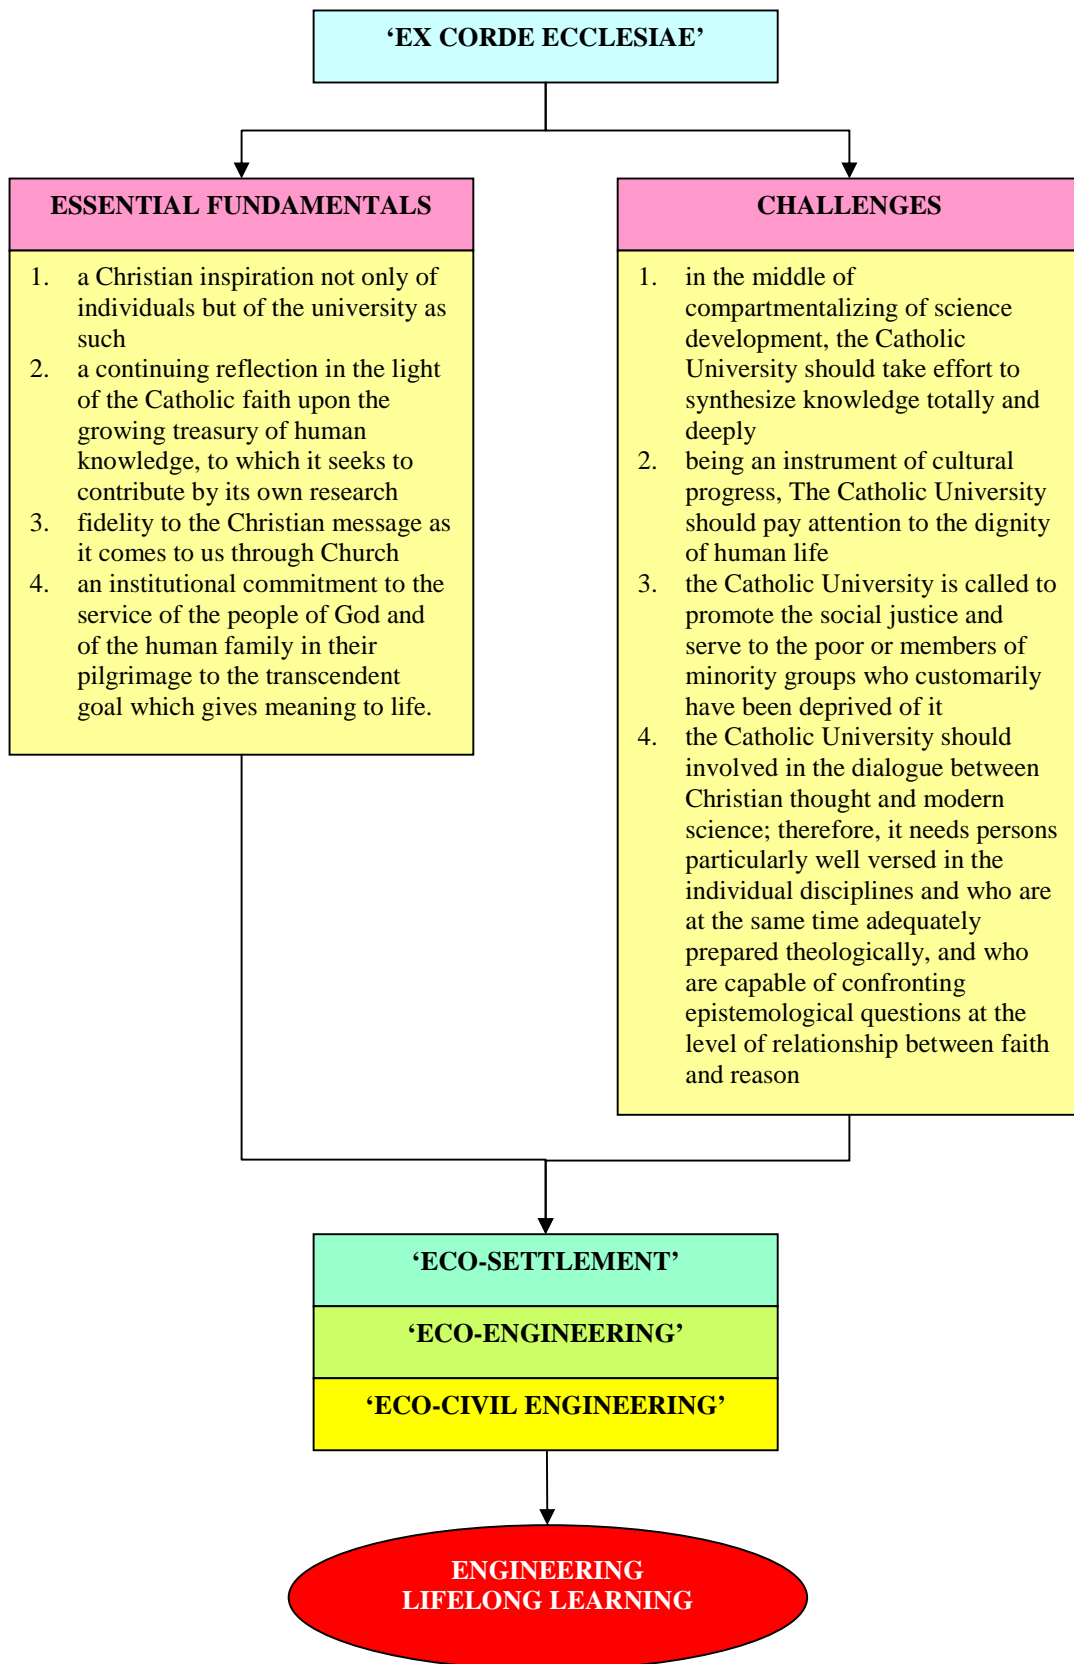 ‘EX CORDE ECCLESIAE’
ESSENTIAL FUNDAMENTALS
1. a Christian inspiration not only of
individuals but of the university as
such
2. a continuing reflection in the light
of the Catholic faith upon the
growing treasury of human
knowledge, to which it seeks to
contribute by its own research
3. fidelity to the Christian message as
it comes to us through Church
4. an institutional commitment to the
service of the people of God and
of the human family in their
pilgrimage to the transcendent
goal which gives meaning to life.
CHALLENGES
1. in the middle of
compartmentalizing of science
development, the Catholic
University should take effort to
synthesize knowledge totally and
deeply
2. being an instrument of cultural
progress, The Catholic University
should pay attention to the dignity
of human life
3. the Catholic University is called to
promote the social justice and
serve to the poor or members of
minority groups who customarily
have been deprived of it
4. the Catholic University should
involved in the dialogue between
Christian thought and modern
science; therefore, it needs persons
particularly well versed in the
individual disciplines and who are
at the same time adequately
prepared theologically, and who
are capable of confronting
epistemological questions at the
level of relationship between faith
and reason
‘ECO-SETTLEMENT’
‘ECO-ENGINEERING’
‘ECO-CIVIL ENGINEERING’
ENGINEERING
LIFELONG LEARNING